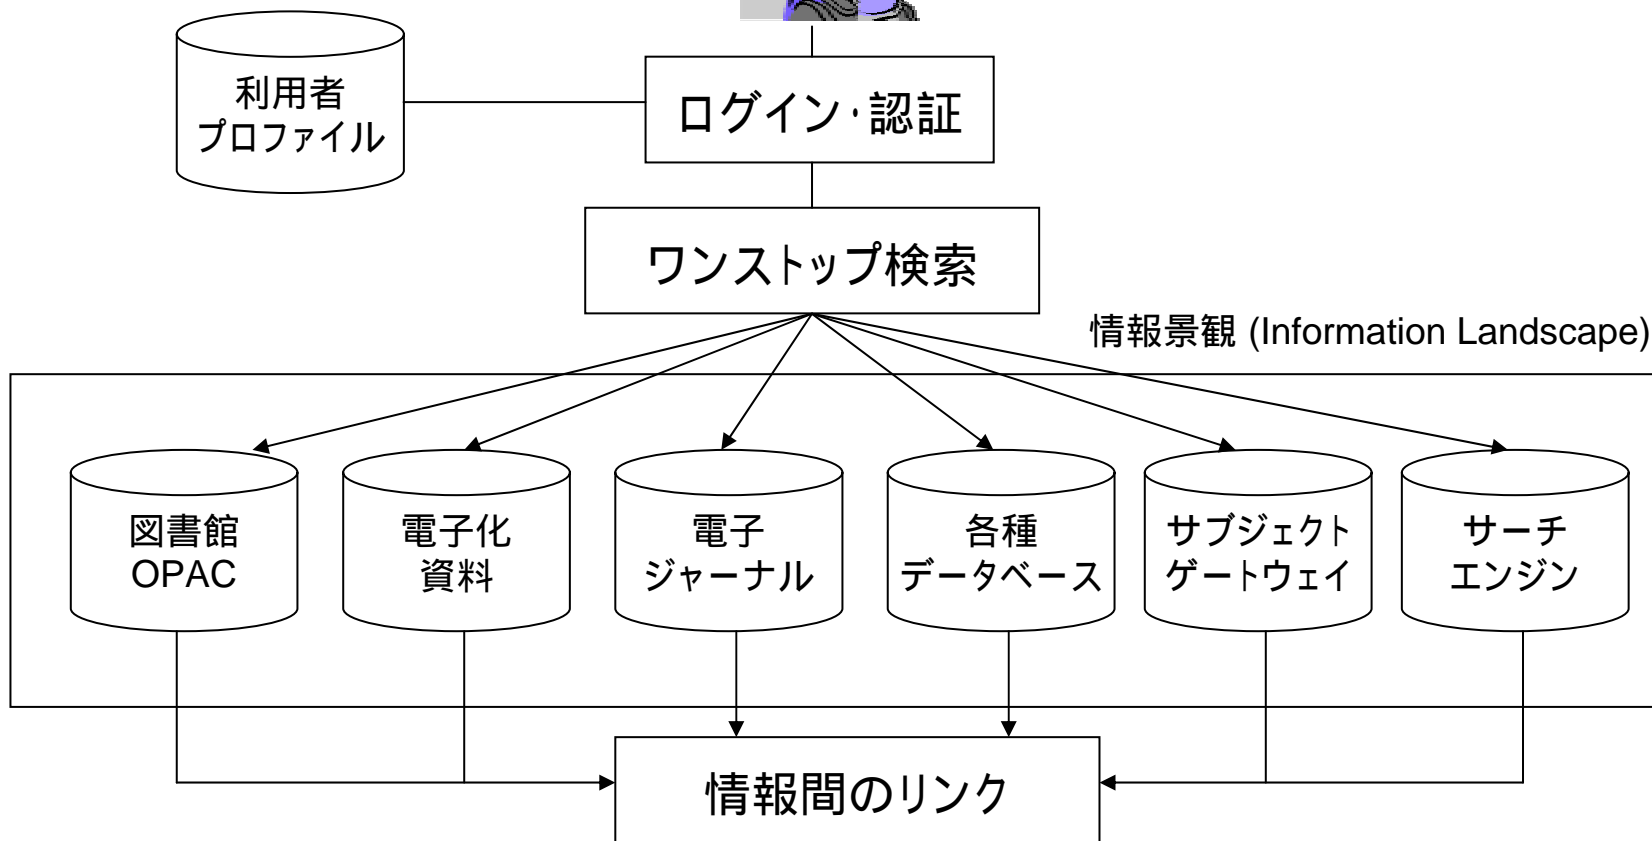 利用者
プロファイル
ログイン・認証
ワンストップ検索
情報景観 (Information Landscape)
図書館
OPAC
電子化
資料
電子
ジャーナル
各種
データベース
サブジェクト
ゲートウェイ
サーチ
エンジン
情報間のリンク